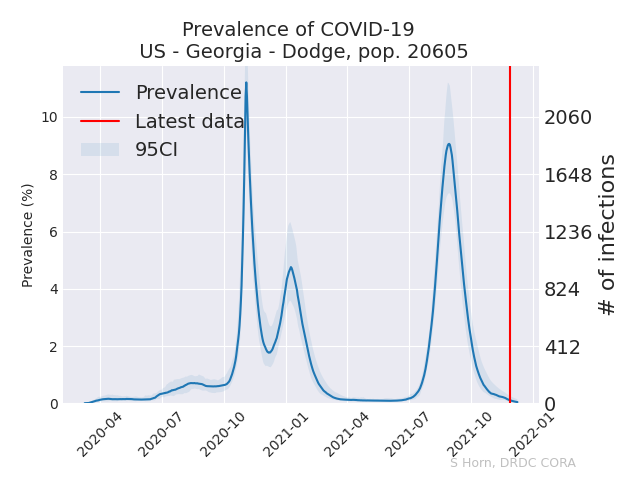 Prevalence of COVID-19
US - Georgia - Dodge, pop. 20605
Prevalence
Latest data
95CI
Prevalence (%)
10
8
6
4
2
0
2060
1648
1236
824
412
0
# of infections
2020-04
2020-07
2020-10
2021-01
2021-04
2021-07
2021-10
2022-01
S Horn, DRDC CORA